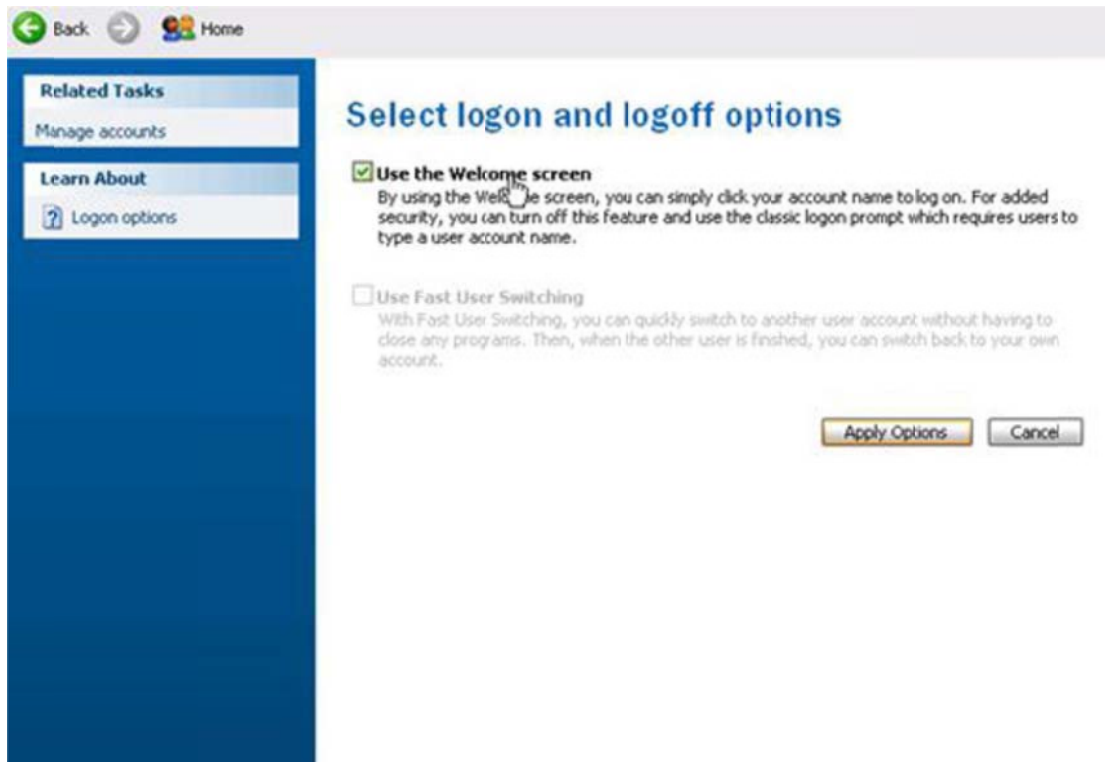 Back Home
Related Tasks
Manage accounts
Learn About
? Logon options
Select logon and logoff options
Use the Welcome screen
By using the Welcome screen, you can simply click your account name to log on. For added
security, you can turn off this feature and use the classic logon prompt which requires users to
type a user account name.
Use Fast User Switching
With Fast User Switching, you can quickly switch to another user account without having to
close any programs. Then, when the other user is finshed, you can switch back to your own
account.
Apply Options Cancel